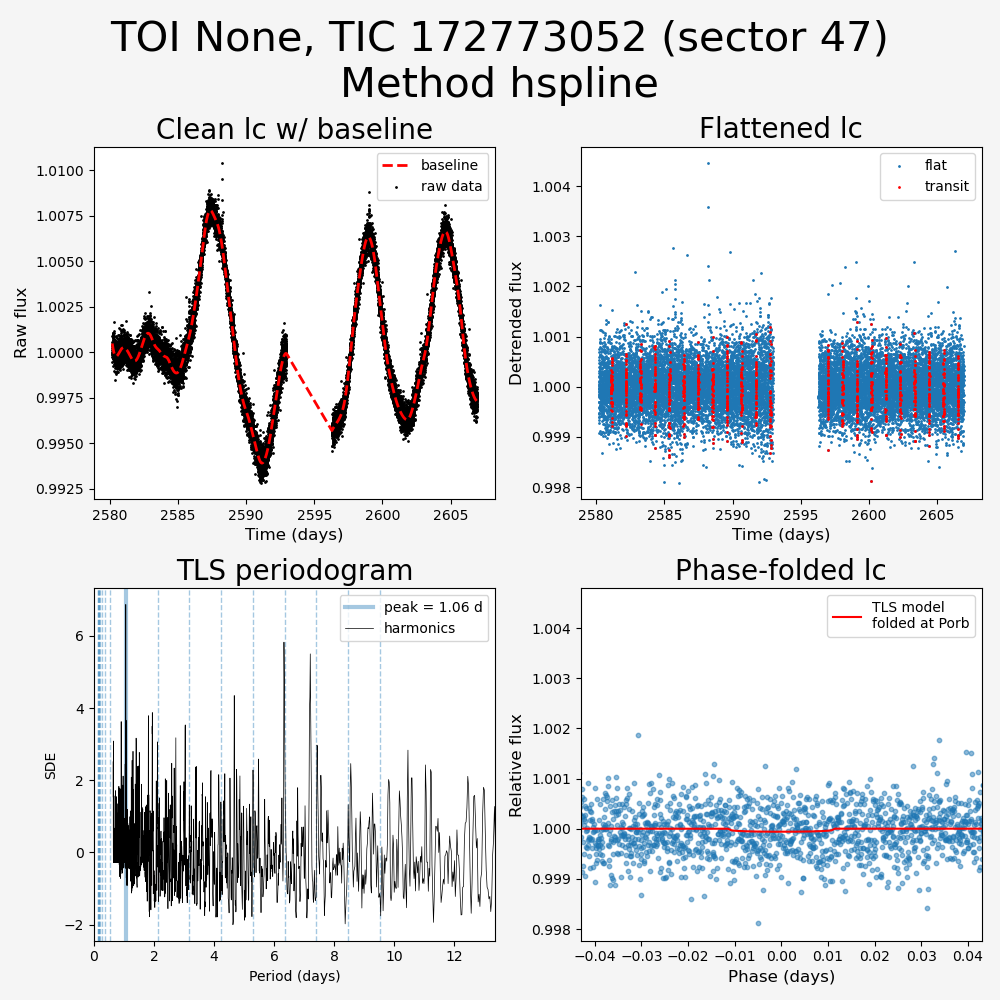 TOI None, TIC 172773052 (sector 47)
Method hspline
Clean lc w/ baseline
Flattened lc
baseline
raw data
flat
transit
Raw flux
1.0100
1.0075
1.0050
1.0025
1.0000
0.9975
0.9950
0.9925
2580 2585 2590 2595 2600 2605
Time (days)
Detrended flux
1.004
1.003
1.002
1.001
1.000
0.999
0.998
2580 2585 2590 2595 2600 2605
Time (days)
TLS periodogram
Phase-folded lc
peak = 1.06 d
harmonics
TLS model
folded at Porb
SDE
6
4
2
0
−2
0 2 4 6 8 10 12
Period (days)
Relative flux
1.004
1.003
1.002
1.001
1.000
0.999
0.998
−0.04 −0.03 −0.02 −0.01 0.00 0.01 0.02 0.03 0.04
Phase (days)